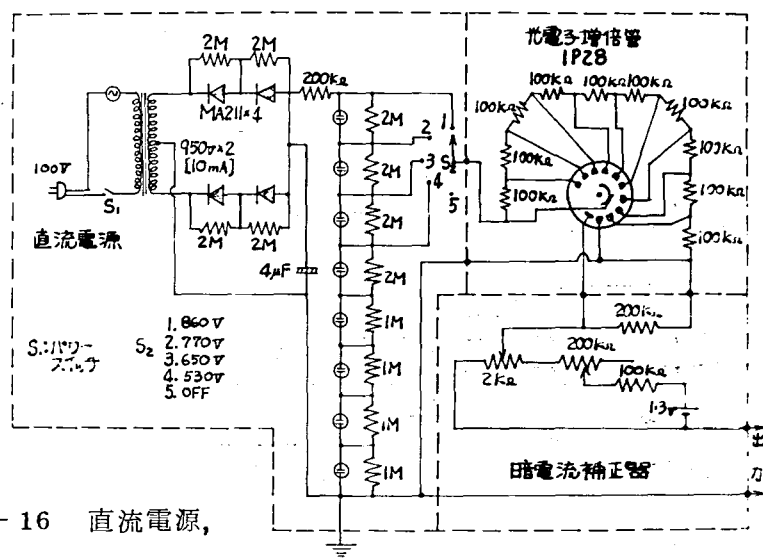 光電子増倍管
1P28
2M
2M
200kΩ
MA211×4
950V×2
[10mA]
100V
S₁
直流電源
2M
2M
4μF
S₁:パワースイッチ
S₂
1. 860V
2. 770V
3. 650V
4. 530V
5. OFF
2M
2M
2M
2M
1M
1M
1M
1M
1
2
3
4
5
S₂
100kΩ
100kΩ
100kΩ
100kΩ
100kΩ
100kΩ
100kΩ
100kΩ
100kΩ
100kΩ
200kΩ
200kΩ
2kΩ
100kΩ
1.3V
出力
暗電流補正器
-16 直流電源,